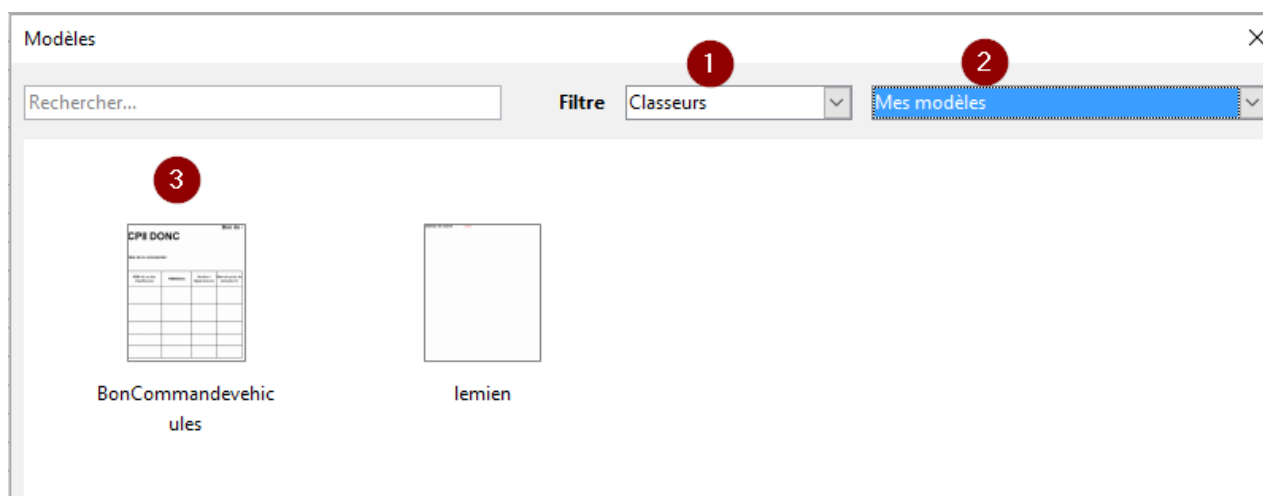 Modèles
1
2
Rechercher...
Filtre
Classeurs
Mes modèles
3
CPII DONC
BonCommandevehic
ules
lemien